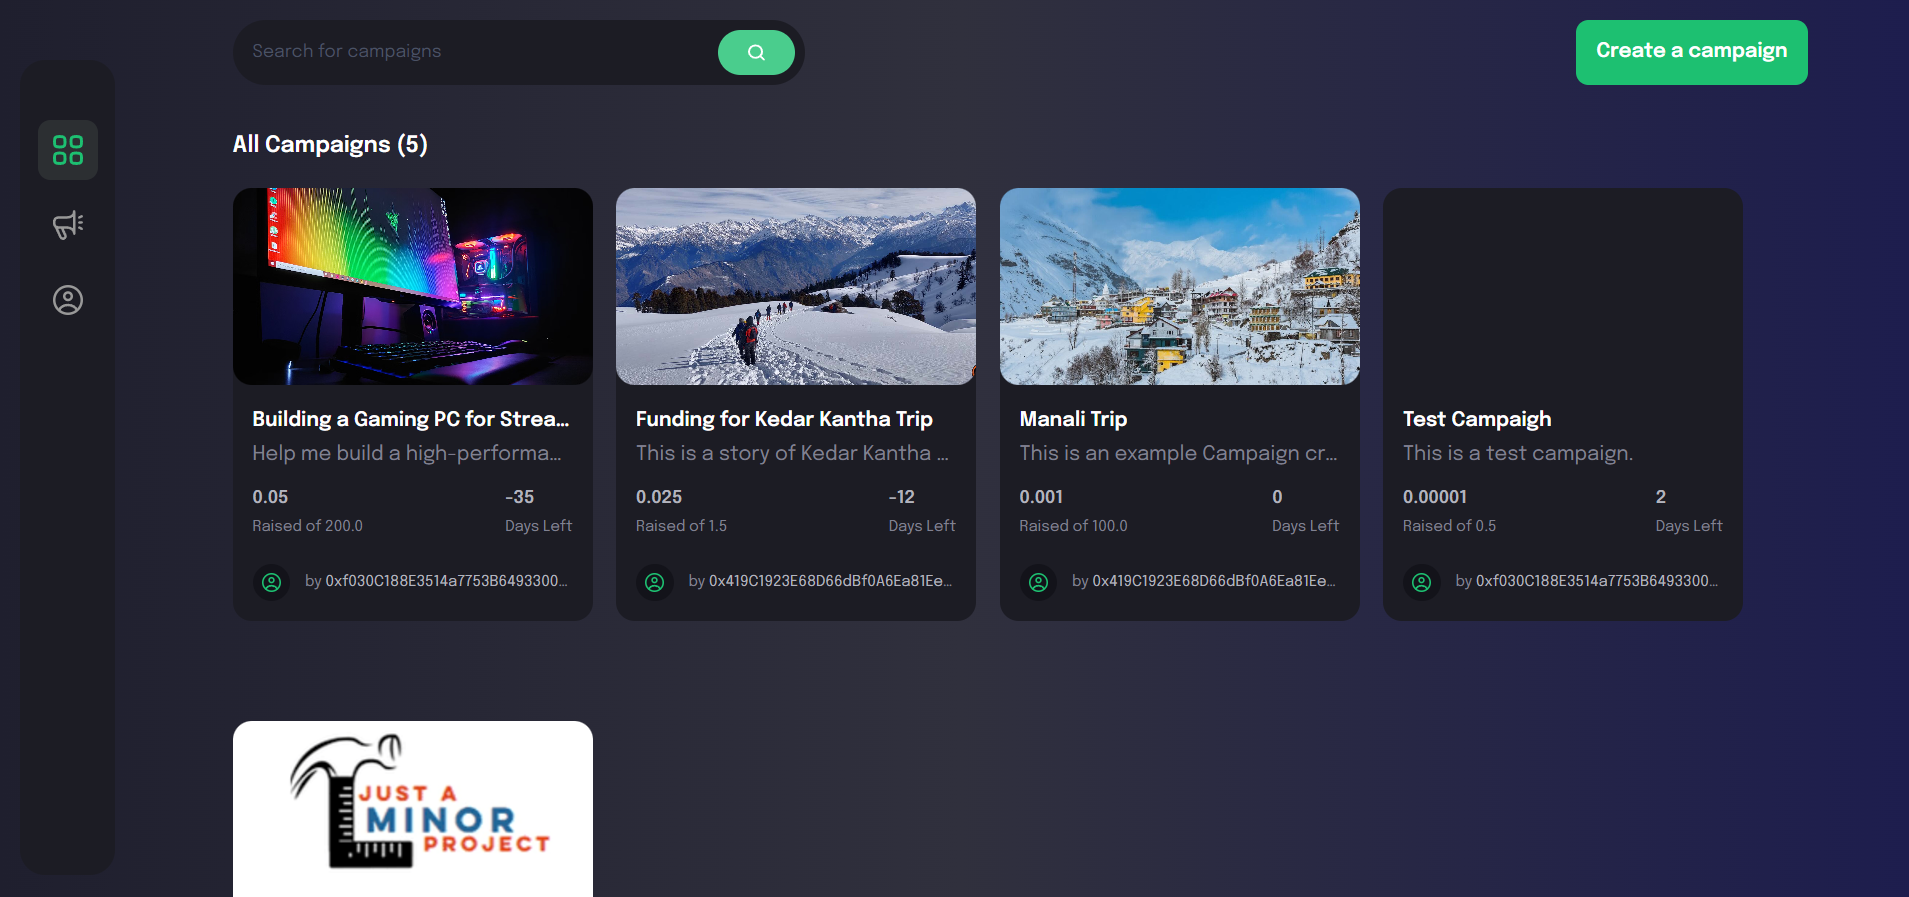 Search for campaigns
Create a campaign
All Campaigns (5)
Building a Gaming PC for Strea...
Help me build a high-performa...
0.05
-35
Raised of 200.0
Days Left
by 0xf030C188E3514a7753B6493300...
Funding for Kedar Kantha Trip
This is a story of Kedar Kantha ...
0.025
-12
Raised of 1.5
Days Left
by 0x419C1923E68D66dBf0A6Ea81Ee...
Manali Trip
This is an example Campaign cr...
0.001
0
Raised of 100.0
Days Left
by 0x419C1923E68D66dBf0A6Ea81Ee...
Test Campaigh
This is a test campaign.
0.00001
2
Raised of 0.5
Days Left
by 0xf030C188E3514a7753B6493300...
JUST A
MINOR
PROJECT